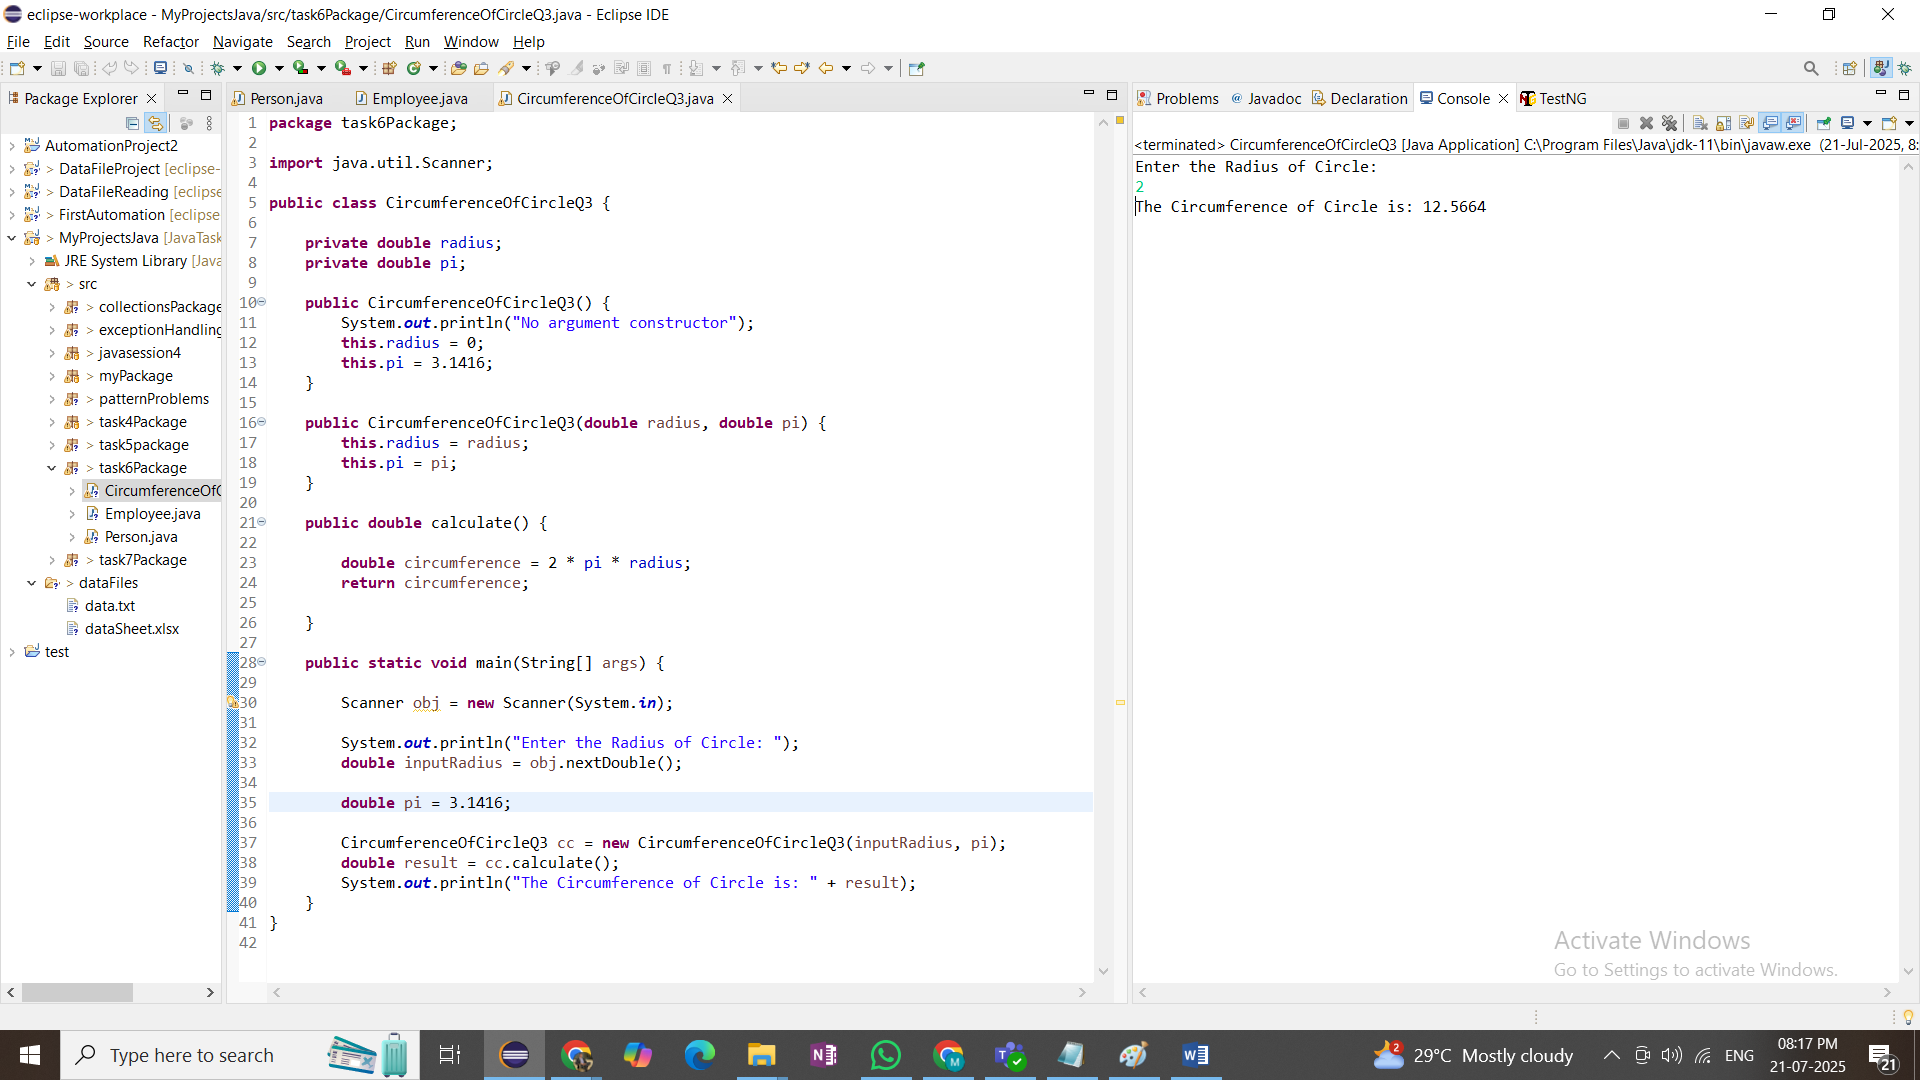 eclipse-workplace - MyProjectsJava/src/task6Package/CircumferenceOfCircleQ3.java - Eclipse IDE
File Edit Source Refactor Navigate Search Project Run Window Help
Package Explorer
AutomationProject2
> DataFileProject [eclipse-
> DataFileReading [eclipse
> FirstAutomation [eclipse
> MyProjectsJava [JavaTask
JRE System Library [Java
> src
> collectionsPackage
> exceptionHandling
> javasession4
> myPackage
> patternProblems
> task4Package
> task5package
> task6Package
CircumferenceOfC
Employee.java
Person.java
> task7Package
> dataFiles
data.txt
dataSheet.xlsx
test
Person.java Employee.java CircumferenceOfCircleQ3.java
1 package task6Package;
2
3 import java.util.Scanner;
4
5 public class CircumferenceOfCircleQ3 {
6
7 private double radius;
8 private double pi;
9
10 public CircumferenceOfCircleQ3() {
11 System.out.println("No argument constructor");
12 this.radius = 0;
13 this.pi = 3.1416;
14 }
15
16 public CircumferenceOfCircleQ3(double radius, double pi) {
17 this.radius = radius;
18 this.pi = pi;
19 }
20
21 public double calculate() {
22
23 double circumference = 2 * pi * radius;
24 return circumference;
25
26 }
27
28 public static void main(String[] args) {
29
30 Scanner obj = new Scanner(System.in);
31
32 System.out.println("Enter the Radius of Circle: ");
33 double inputRadius = obj.nextDouble();
34
35 double pi = 3.1416;
36
37 CircumferenceOfCircleQ3 cc = new CircumferenceOfCircleQ3(inputRadius, pi);
38 double result = cc.calculate();
39 System.out.println("The Circumference of Circle is: " + result);
40 }
41 }
42
Problems Javadoc Declaration Console TestNG
<terminated> CircumferenceOfCircleQ3 [Java Application] C:\Program Files\Java\jdk-11\bin\javaw.exe (21-Jul-2025, 8:
Enter the Radius of Circle:
2
The Circumference of Circle is: 12.5664
Activate Windows
Go to Settings to activate Windows.
Type here to search
29°C Mostly cloudy
ENG
08:17 PM
21-07-2025
21